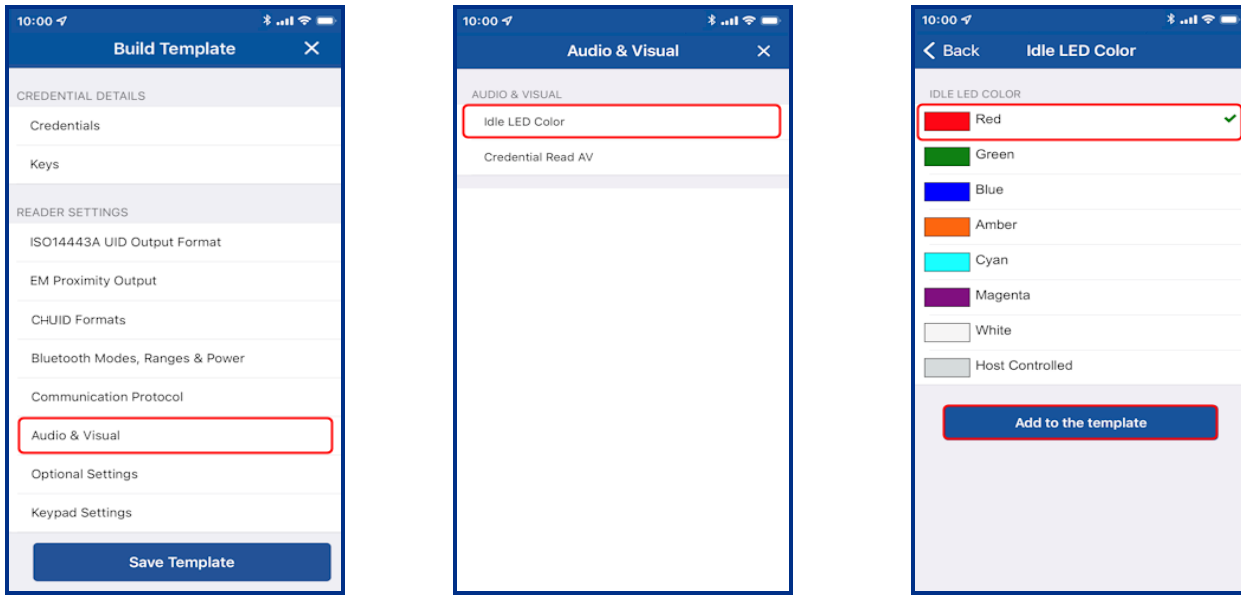 10:00
Build Template
CREDENTIAL DETAILS
Credentials
Keys
READER SETTINGS
ISO14443A UID Output Format
EM Proximity Output
CHUID Formats
Bluetooth Modes, Ranges & Power
Communication Protocol
Audio & Visual
Optional Settings
Keypad Settings
Save Template
10:00
Audio & Visual
AUDIO & VISUAL
Idle LED Color
Credential Read AV
10:00
Back Idle LED Color
IDLE LED COLOR
Red
Green
Blue
Amber
Cyan
Magenta
White
Host Controlled
Add to the template